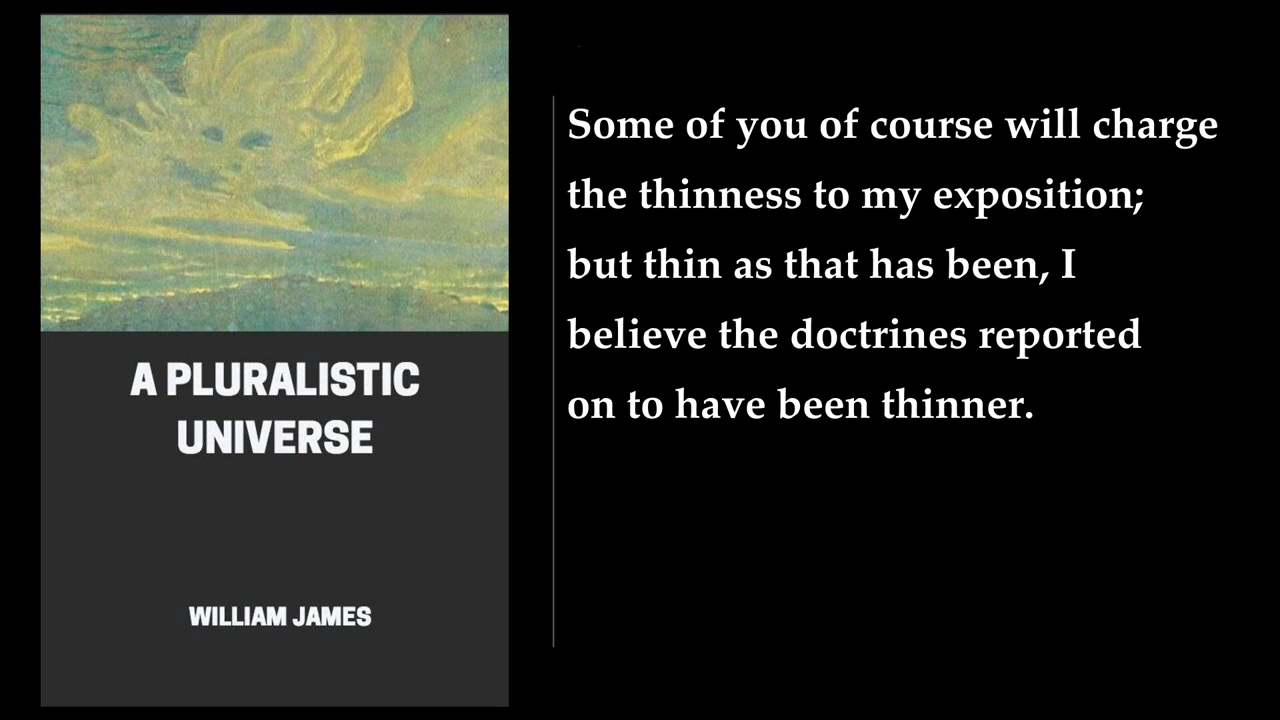 A PLURALISTIC
UNIVERSE
WILLIAM JAMES
Some of you of course will charge
the thinness to my exposition;
but thin as that has been, I
believe the doctrines reported
on to have been thinner.